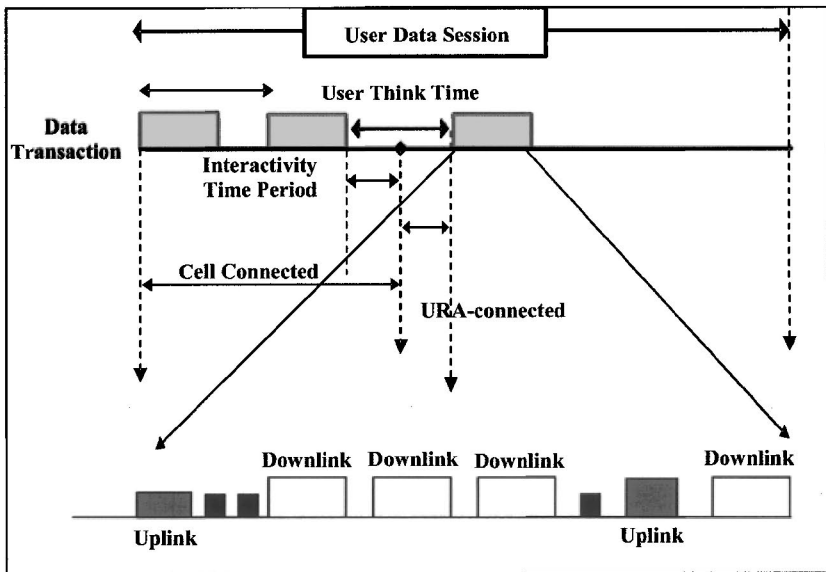 User Data Session
User Think Time
Data
Transaction
Interactivity
Time Period
Cell Connected
URA-connected
Downlink
Downlink
Downlink
Downlink
Uplink
Uplink